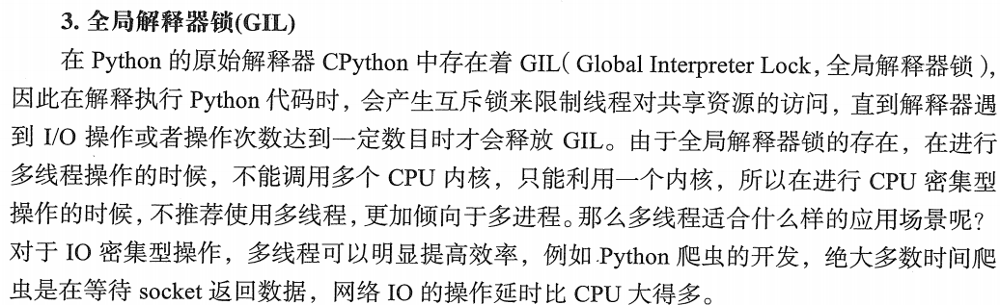 3. 全局解释器锁(GIL)
在 Python 的原始解释器 CPython 中存在着 GIL(Global Interpreter Lock,全局解释器锁),
因此在解释执行 Python 代码时，会产生互斥锁来限制线程对共享资源的访问，直到解释器遇
到 I/O 操作或者操作次数达到一定数目时才会释放 GIL。由于全局解释器锁的存在，在进行
多线程操作的时候，不能调用多个 CPU 内核，只能利用一个内核，所以在进行 CPU 密集型
操作的时候，不推荐使用多线程，更加倾向于多进程。那么多线程适合什么样的应用场景呢？
对于 IO 密集型操作，多线程可以明显提高效率，例如 Python 爬虫的开发，绝大多数时间爬
虫是在等待 socket 返回数据，网络 IO 的操作延时比 CPU 大得多。